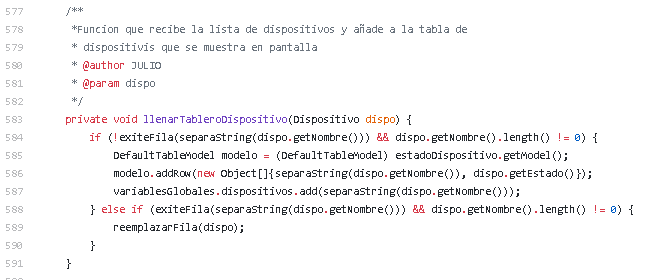 577 /**
578 *Funcion que recibe la lista de dispositivos y añade a la tabla de
579 * dispositivis que se muestra en pantalla
580 * @author JULIO
581 * @param dispo
582 */
583 private void llenarTableroDispositivo(Dispositivo dispo) {
584 if (!exiteFila(separaString(dispo.getNombre())) && dispo.getNombre().length() != 0) {
585 DefaultTableModel modelo = (DefaultTableModel) estadoDispositivo.getModel();
586 modelo.addRow(new Object[]{separaString(dispo.getNombre()), dispo.getEstado()});
587 variablesGlobales.dispositivos.add(separaString(dispo.getNombre()));
588 } else if (exiteFila(separaString(dispo.getNombre())) && dispo.getNombre().length() != 0) {
589 reemplazarFila(dispo);
590 }
591 }